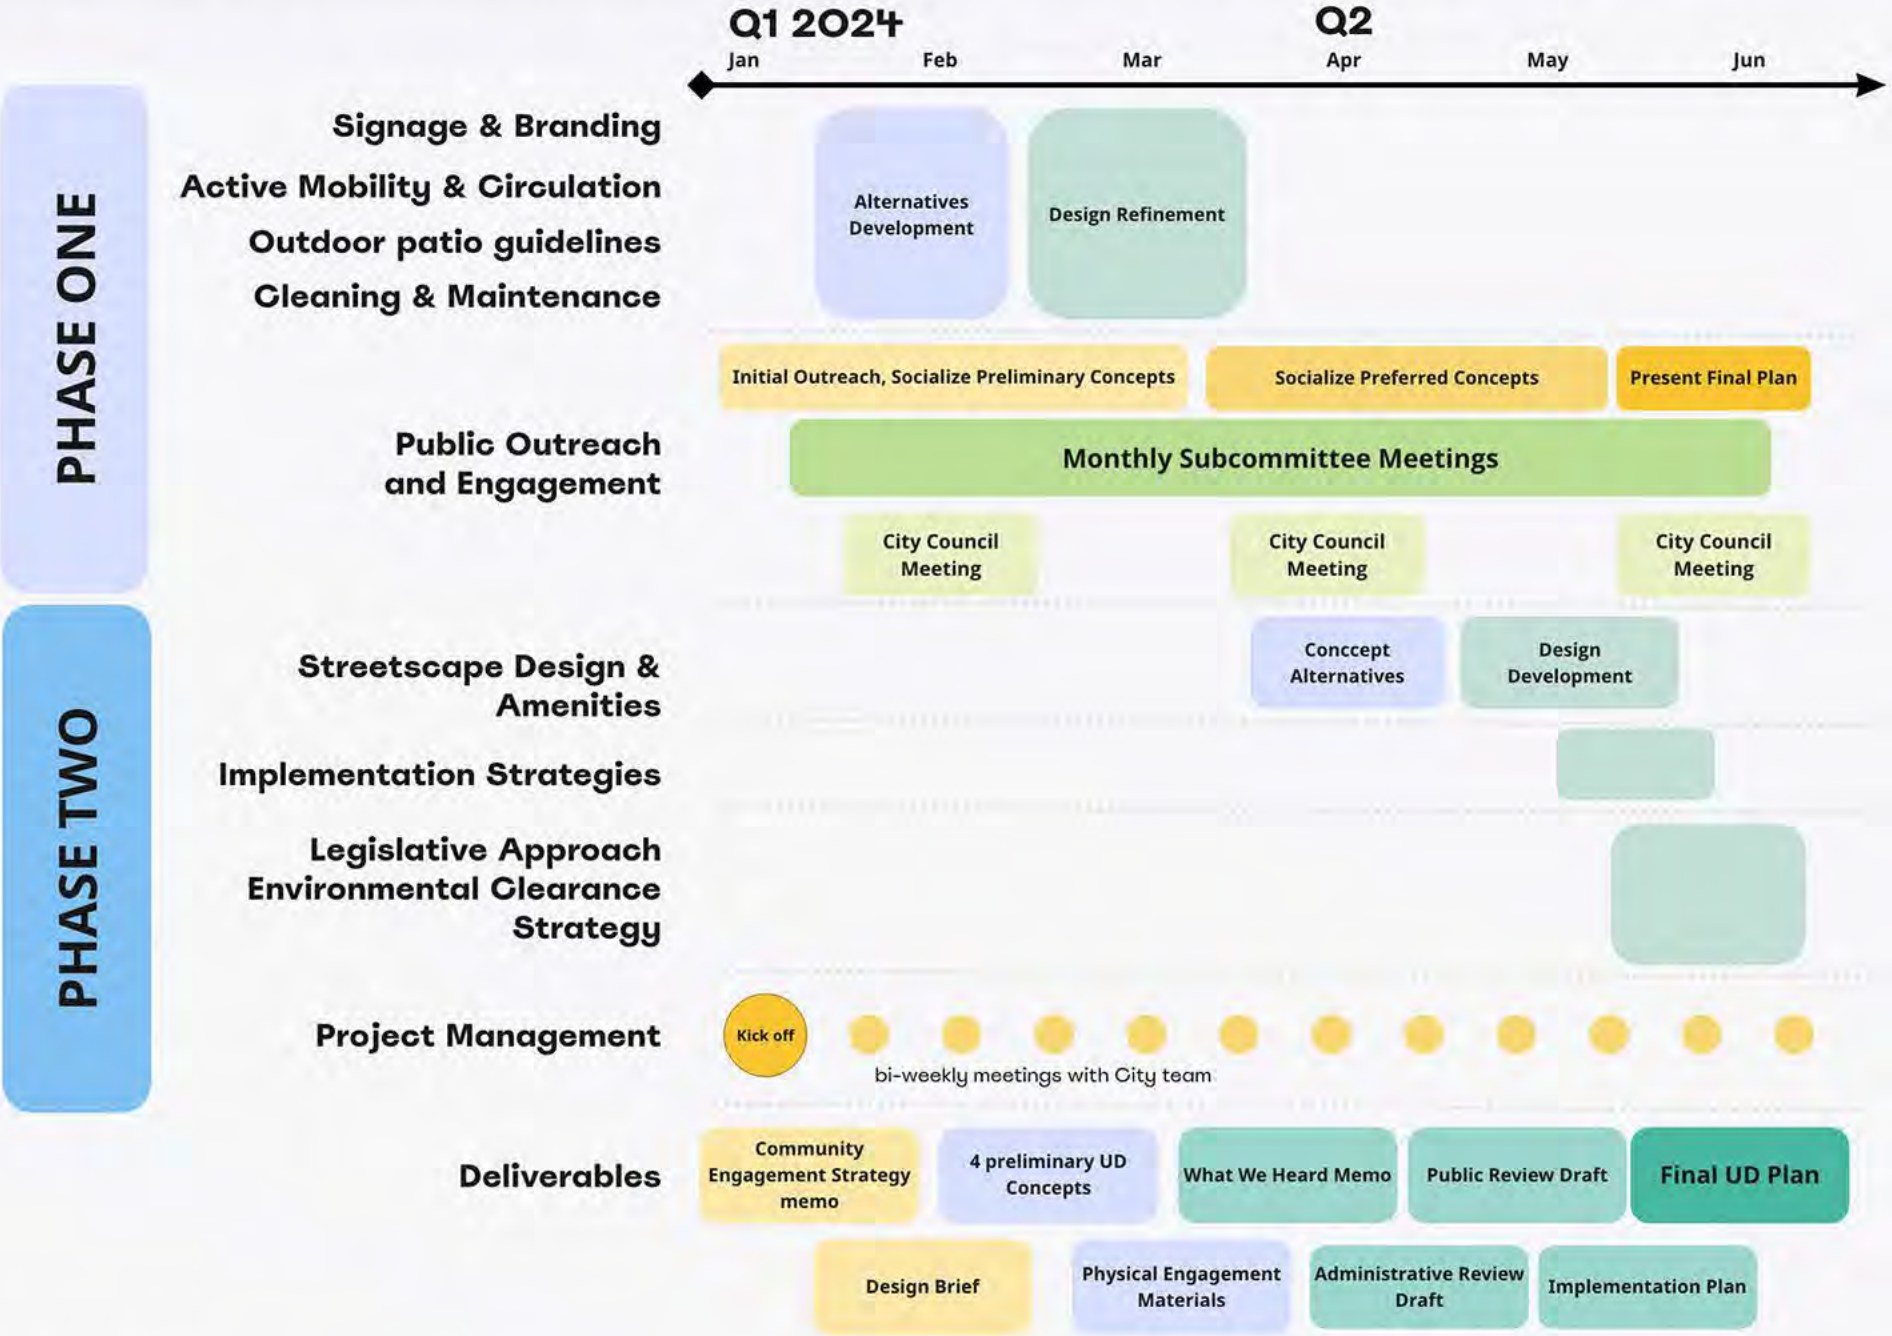 Q1 2024
Q2
Jan
Feb
Mar
Apr
May
Jun
PHASE ONE
Signage & Branding
Active Mobility & Circulation
Outdoor patio guidelines
Cleaning & Maintenance
Alternatives
Development
Design Refinement
Initial Outreach, Socialize Preliminary Concepts
Socialize Preferred Concepts
Present Final Plan
Public Outreach
and Engagement
Monthly Subcommittee Meetings
City Council
Meeting
City Council
Meeting
City Council
Meeting
PHASE TWO
Streetscape Design &
Amenities
Conccept
Alternatives
Design
Development
Implementation Strategies
Legislative Approach
Environmental Clearance
Strategy
Project Management
Kick off
bi-weekly meetings with City team
Deliverables
Community
Engagement Strategy
memo
4 preliminary UD
Concepts
What We Heard Memo
Public Review Draft
Final UD Plan
Design Brief
Physical Engagement
Materials
Administrative Review
Draft
Implementation Plan